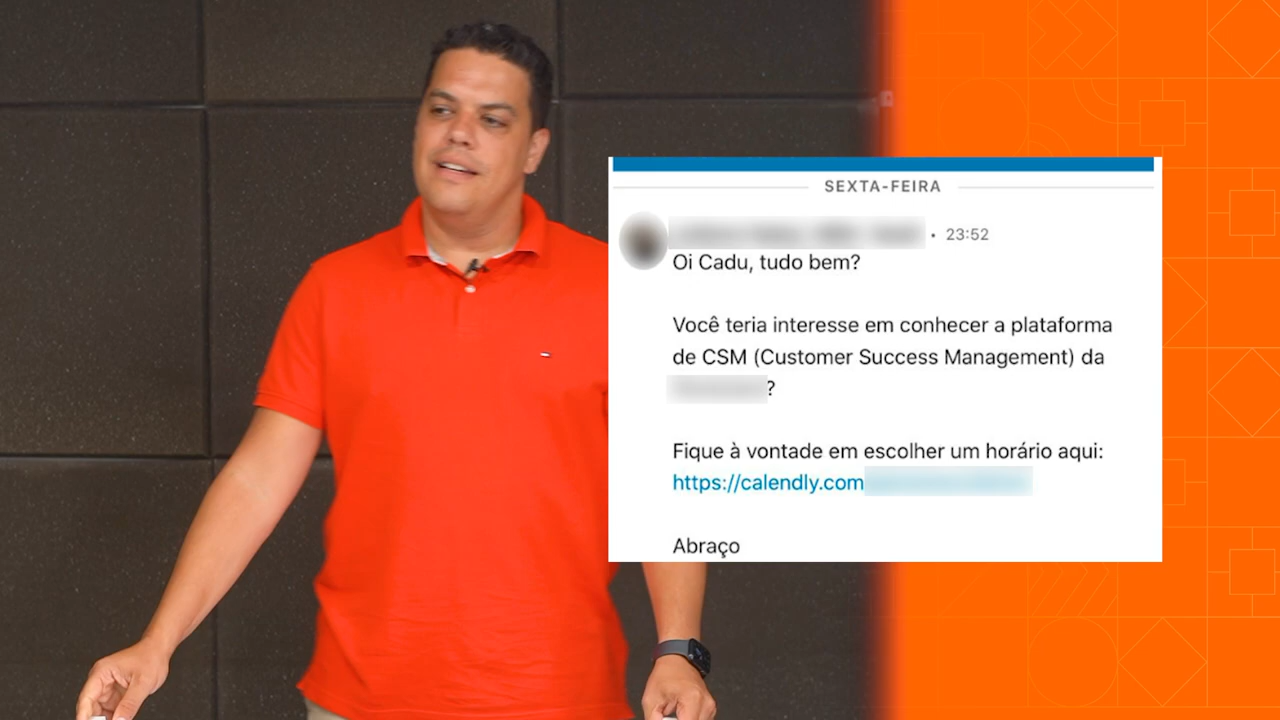 SEXTA-FEIRA
• 23:52
Oi Cadu, tudo bem?
Você teria interesse em conhecer a plataforma
de CSM (Customer Success Management) da
?
Fique à vontade em escolher um horário aqui:
https://calendly.com
Abraço